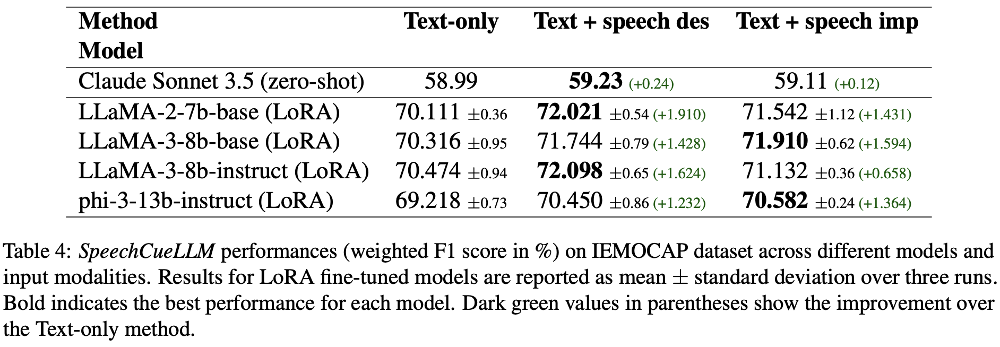 Method Text-only Text + speech des Text + speech imp
Model
Claude Sonnet 3.5 (zero-shot) 58.99 59.23 (+0.24) 59.11 (+0.12)
LLaMA-2-7b-base (LoRA) 70.111 ±0.36 72.021 ±0.54 (+1.910) 71.542 ±1.12 (+1.431)
LLaMA-3-8b-base (LoRA) 70.316 ±0.95 71.744 ±0.79 (+1.428) 71.910 ±0.62 (+1.594)
LLaMA-3-8b-instruct (LoRA) 70.474 ±0.94 72.098 ±0.65 (+1.624) 71.132 ±0.36 (+0.658)
phi-3-13b-instruct (LoRA) 69.218 ±0.73 70.450 ±0.86 (+1.232) 70.582 ±0.24 (+1.364)
Table 4: SpeechCueLLM performances (weighted F1 score in %) on IEMOCAP dataset across different models and
input modalities. Results for LoRA fine-tuned models are reported as mean ± standard deviation over three runs.
Bold indicates the best performance for each model. Dark green values in parentheses show the improvement over
the Text-only method.